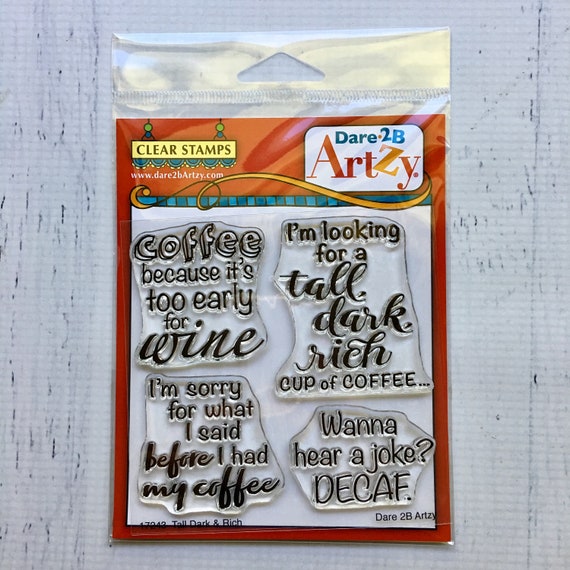 CLEAR STAMPS
www.dare2bArtzy.com
Dare•2B
ArtZy®
coffee
because it's
too early
for
wine
I'm looking
for a
tall
dark
rich
CUP of COFFEE...
I'm sorry
for what
I said
before I had
my coffee
Wanna
hear a joke?
DECAF.
Tall Dark & Rich
Dare 2B Artzy